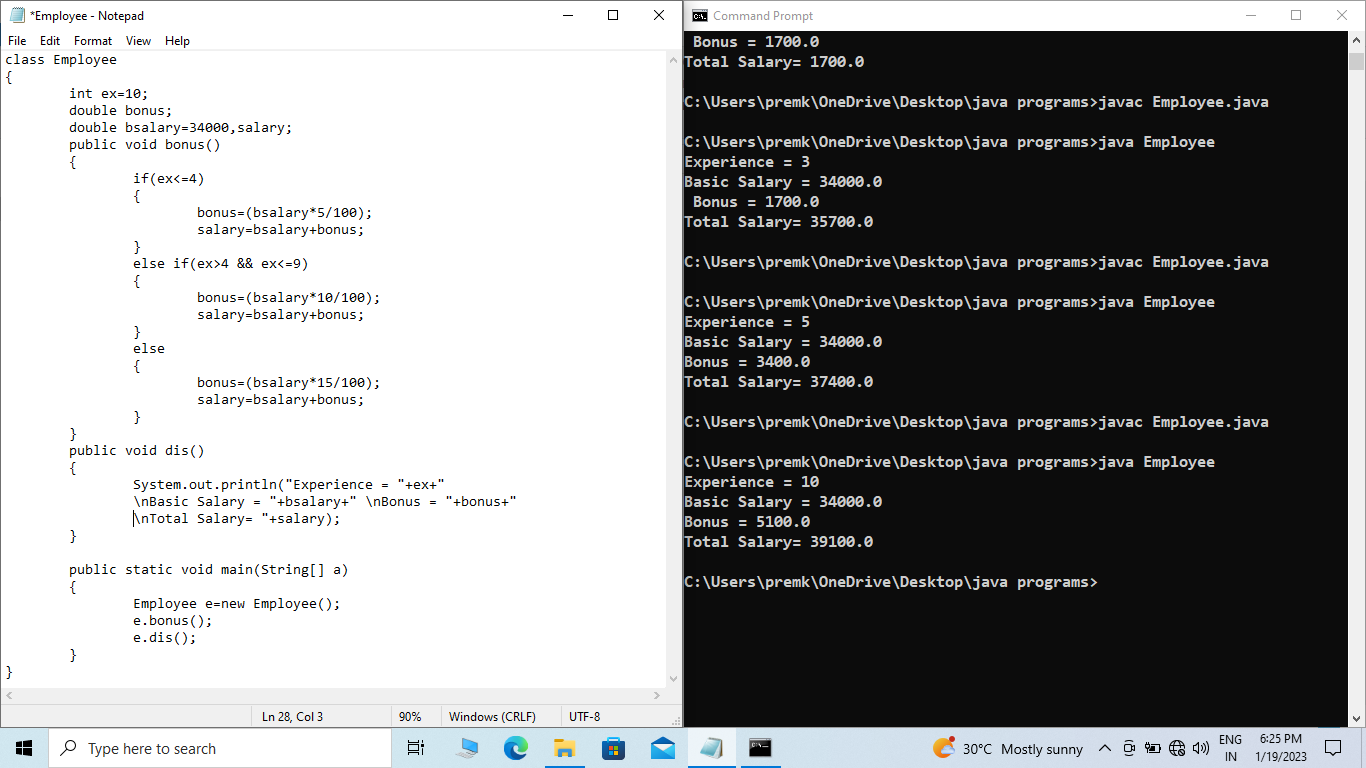 *Employee - Notepad
File Edit Format View Help
class Employee
{
int ex=10;
double bonus;
double bsalary=34000,salary;
public void bonus()
{
if(ex<=4)
{
bonus=(bsalary*5/100);
salary=bsalary+bonus;
}
else if(ex>4 && ex<=9)
{
bonus=(bsalary*10/100);
salary=bsalary+bonus;
}
else
{
bonus=(bsalary*15/100);
salary=bsalary+bonus;
}
}
public void dis()
{
System.out.println("Experience = "+ex+"
\nBasic Salary = "+bsalary+" \nBonus = "+bonus+"
\nTotal Salary= "+salary);
}
public static void main(String[] a)
{
Employee e=new Employee();
e.bonus();
e.dis();
}
}
Ln 28, Col 3 90% Windows (CRLF) UTF-8
Command Prompt
Bonus = 1700.0
Total Salary= 1700.0
C:\Users\premk\OneDrive\Desktop\java programs>javac Employee.java
C:\Users\premk\OneDrive\Desktop\java programs>java Employee
Experience = 3
Basic Salary = 34000.0
Bonus = 1700.0
Total Salary= 35700.0
C:\Users\premk\OneDrive\Desktop\java programs>javac Employee.java
C:\Users\premk\OneDrive\Desktop\java programs>java Employee
Experience = 5
Basic Salary = 34000.0
Bonus = 3400.0
Total Salary= 37400.0
C:\Users\premk\OneDrive\Desktop\java programs>javac Employee.java
C:\Users\premk\OneDrive\Desktop\java programs>java Employee
Experience = 10
Basic Salary = 34000.0
Bonus = 5100.0
Total Salary= 39100.0
C:\Users\premk\OneDrive\Desktop\java programs>
Type here to search
30°C Mostly sunny
ENG
IN
6:25 PM
1/19/2023